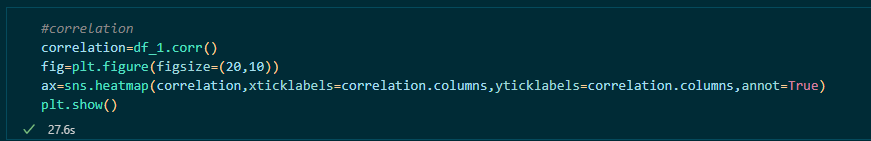 #correlation
correlation=df_1.corr()
fig=plt.figure(figsize=(20,10))
ax=sns.heatmap(correlation,xticklabels=correlation.columns,yticklabels=correlation.columns,annot=True)
plt.show()
27.6s